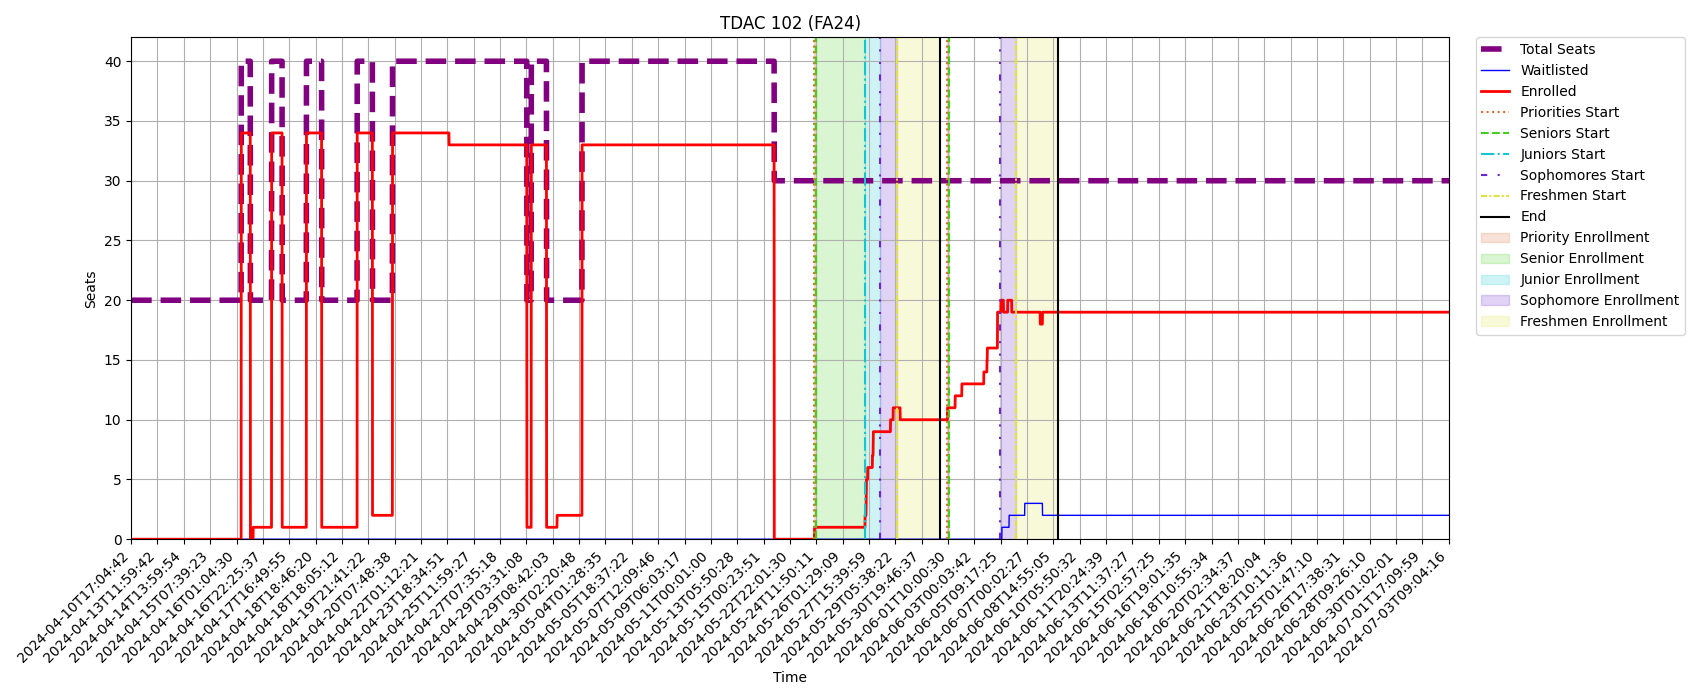 TDAC 102 (FA24)
40
35
30
25
20
15
10
5
0
Seats
2024-04-10T17:04:42
2024-04-13T11:59:42
2024-04-14T13:59:54
2024-04-15T07:39:23
2024-04-16T01:04:30
2024-04-16T22:25:37
2024-04-17T16:49:55
2024-04-18T18:46:20
2024-04-18T18:05:12
2024-04-19T21:41:22
2024-04-20T07:48:38
2024-04-22T01:12:21
2024-04-23T18:34:51
2024-04-25T11:59:27
2024-04-27T07:35:18
2024-04-29T03:31:08
2024-04-29T08:42:03
2024-04-30T02:20:48
2024-05-04T01:28:35
2024-05-05T18:37:22
2024-05-07T12:09:46
2024-05-09T06:03:17
2024-05-11T00:01:00
2024-05-13T05:50:28
2024-05-15T00:23:51
2024-05-22T22:01:30
2024-05-24T11:50:11
2024-05-26T01:29:09
2024-05-27T15:39:59
2024-05-29T05:38:22
2024-05-30T19:46:37
2024-06-01T10:00:30
2024-06-03T00:03:42
2024-06-05T09:17:25
2024-06-07T00:02:27
2024-06-08T14:55:05
2024-06-10T05:50:32
2024-06-11T20:24:39
2024-06-13T11:37:27
2024-06-15T02:57:25
2024-06-16T19:01:35
2024-06-18T10:55:34
2024-06-20T02:34:37
2024-06-21T18:20:04
2024-06-23T10:11:36
2024-06-25T01:47:10
2024-06-26T17:38:31
2024-06-28T09:26:10
2024-06-30T01:02:01
2024-07-01T17:09:59
2024-07-03T09:04:16
Time
Total Seats
Waitlisted
Enrolled
Priorities Start
Seniors Start
Juniors Start
Sophomores Start
Freshmen Start
End
Priority Enrollment
Senior Enrollment
Junior Enrollment
Sophomore Enrollment
Freshmen Enrollment